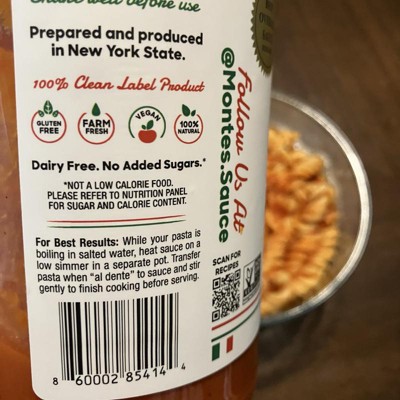 Shake well before use
Prepared and produced
in New York State.
100% Clean Label Product
GLUTEN
FREE
FARM
FRESH
VEGAN
100%
NATURAL
Dairy Free. No Added Sugars.*
*NOT A LOW CALORIE FOOD.
PLEASE REFER TO NUTRITION PANEL
FOR SUGAR AND CALORIE CONTENT.
For Best Results: While your pasta is
boiling in salted water, heat sauce on a
low simmer in a separate pot. Transfer
pasta when "al dente" to sauce and stir
gently to finish cooking before serving.
8 60002 85414 4
Follow Us At
@Montes.Sauce
SCAN FOR
RECIPES